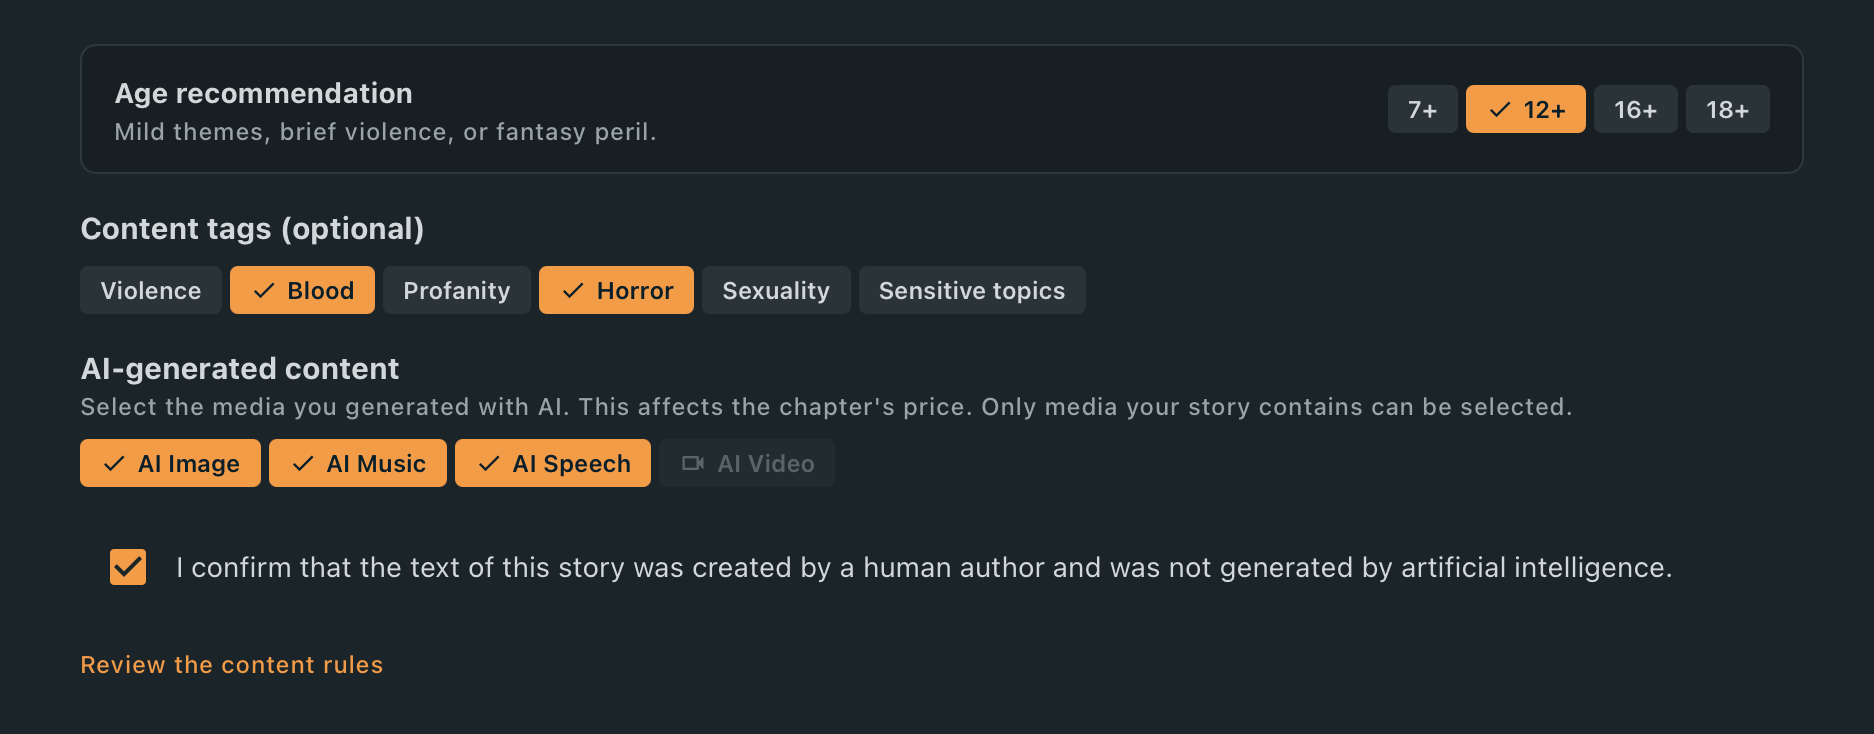 Age recommendation
Mild themes, brief violence, or fantasy peril.
7+ 12+ 16+ 18+
Content tags (optional)
Violence Blood Profanity Horror Sexuality Sensitive topics
AI-generated content
Select the media you generated with AI. This affects the chapter's price. Only media your story contains can be selected.
AI Image AI Music AI Speech AI Video
I confirm that the text of this story was created by a human author and was not generated by artificial intelligence.
Review the content rules